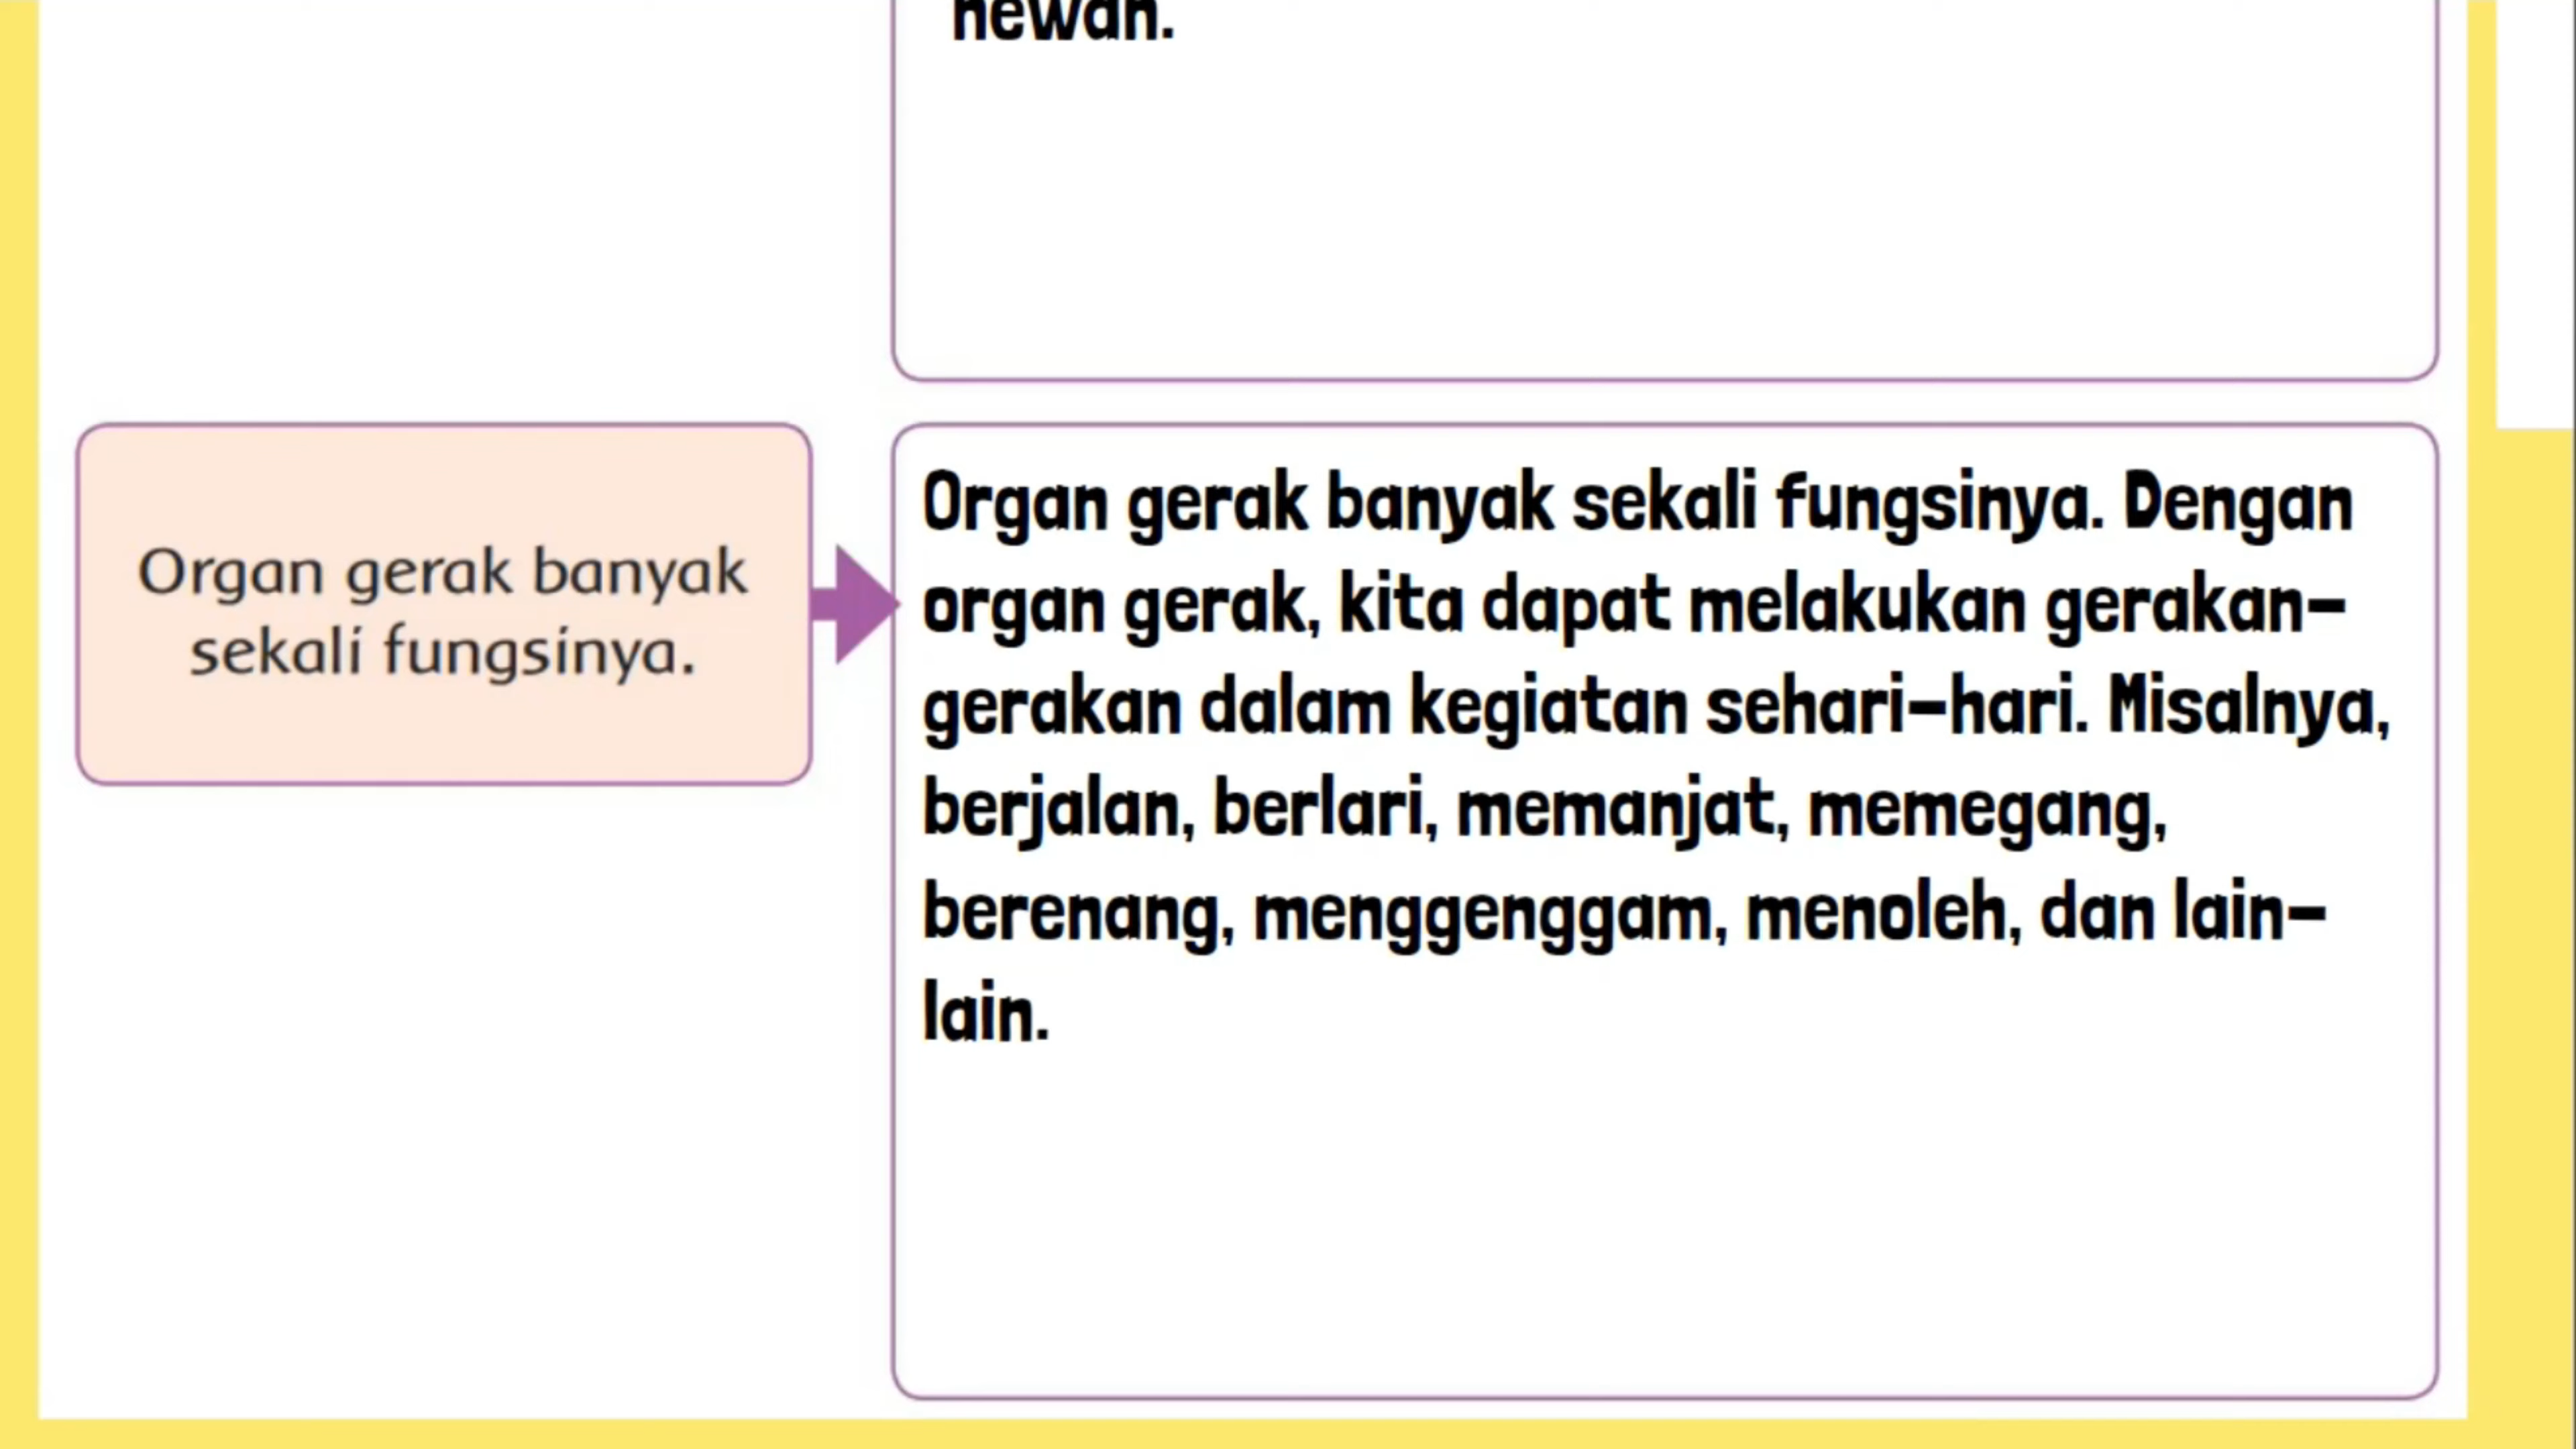 hewan.
Organ gerak banyak
sekali fungsinya.
Organ gerak banyak sekali fungsinya. Dengan
organ gerak, kita dapat melakukan gerakan-
gerakan dalam kegiatan sehari-hari. Misalnya,
berjalan, berlari, memanjat, memegang,
berenang, menggenggam, menoleh, dan lain-
lain.